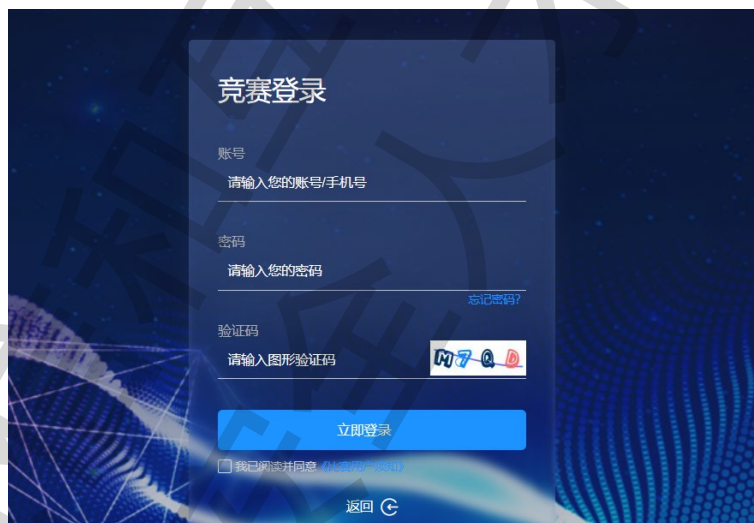 竞赛登录
账号
请输入您的账号/手机号
密码
请输入您的密码
忘记密码?
验证码
请输入图形验证码
M7QD
立即登录
我已阅读并同意
返回